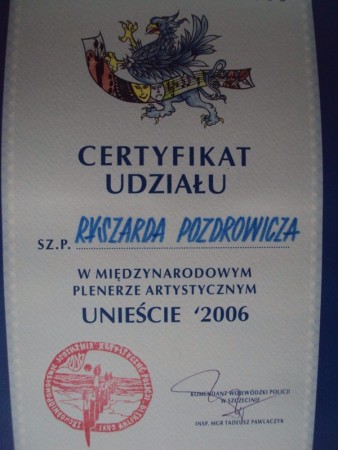 CERTYFIKAT
UDZIAŁU
SZ.P. RYSZARDA POZDROWICZA
W MIĘDZYNARODOWYM
PLENERZE ARTYSTYCZNYM
UNIEŚCIE '2006
KOMENDANT WOJEWÓDZKI POLICJI
W SZCZECINIE
INSP. MGR TADEUSZ PAWLACZYK